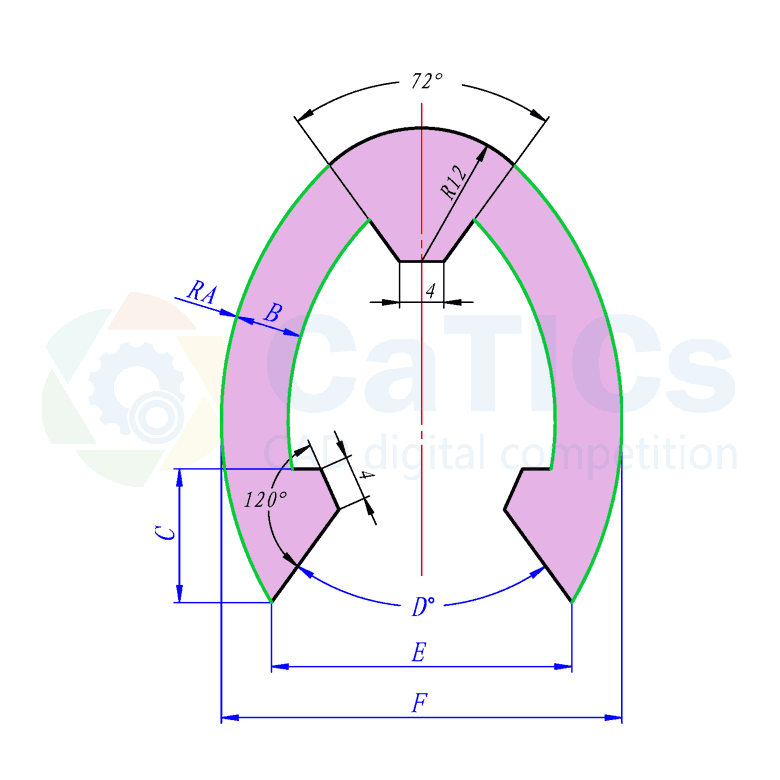 72°
R12
RA
B
4
CaTICs
CAD digital competition
4
120°
C
D°
E
F